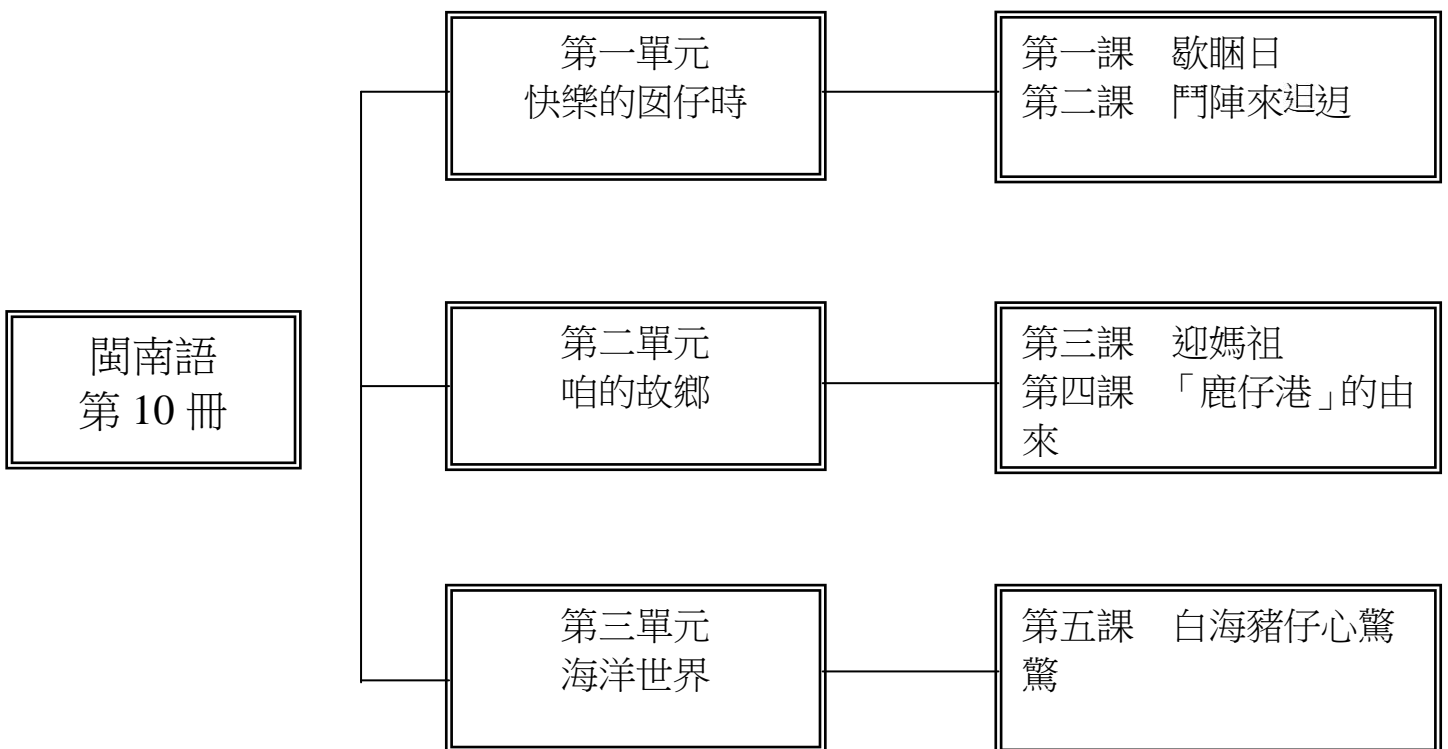 第一單元
快樂的囡仔時
第一課　歇睏日
第二課　鬥陣來𨑨迌
閩南語
第 10 冊
第二單元
咱的故鄉
第三課　迎媽祖
第四課　「鹿仔港」的由
來
第三單元
海洋世界
第五課　白海豬仔心驚
驚